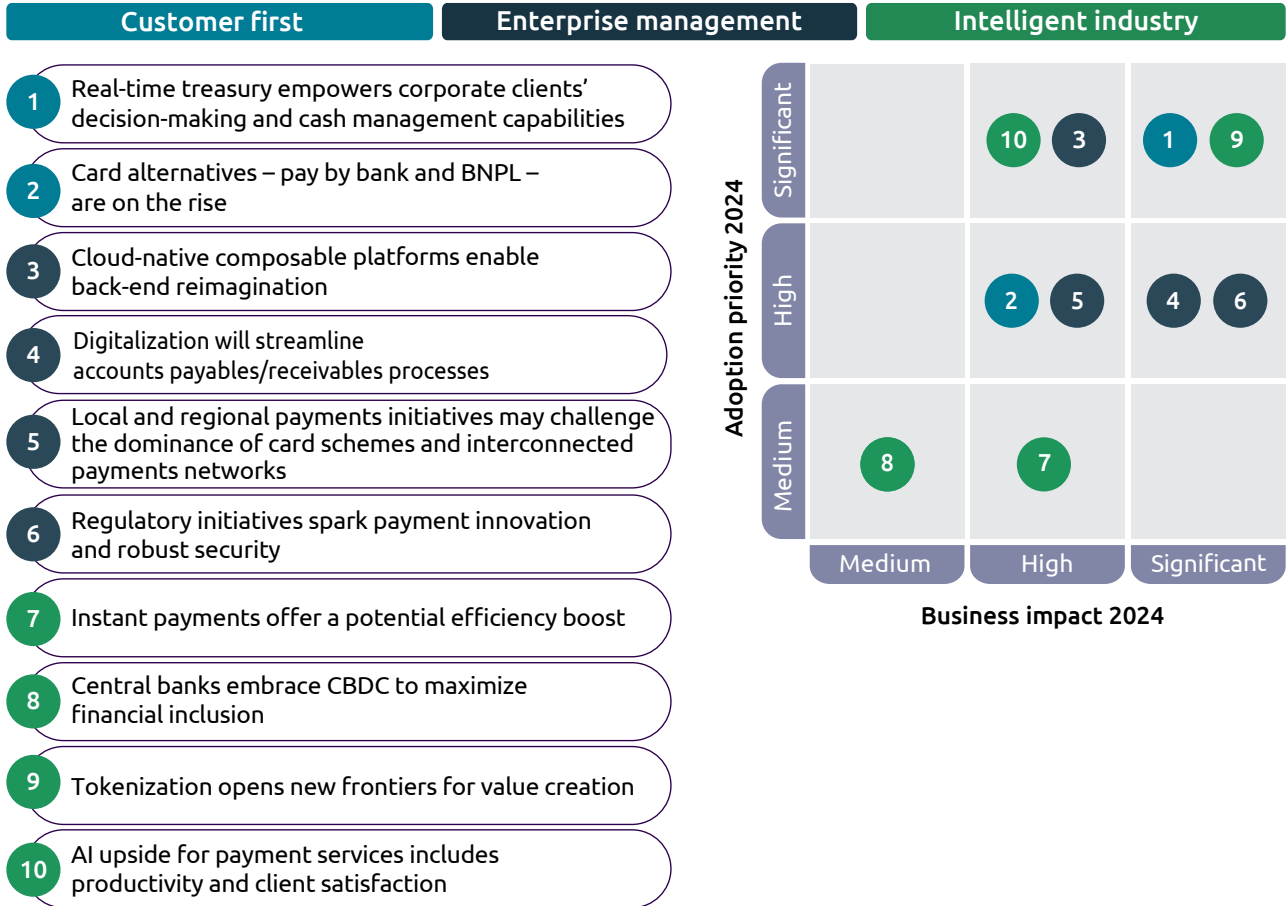 Customer first
Enterprise management
Intelligent industry
1
Real-time treasury empowers corporate clients’
decision-making and cash management capabilities
2
Card alternatives – pay by bank and BNPL –
are on the rise
3
Cloud-native composable platforms enable
back-end reimagination
4
Digitalization will streamline
accounts payables/receivables processes
5
Local and regional payments initiatives may challenge
the dominance of card schemes and interconnected
payments networks
6
Regulatory initiatives spark payment innovation
and robust security
7
Instant payments offer a potential efficiency boost
8
Central banks embrace CBDC to maximize
financial inclusion
9
Tokenization opens new frontiers for value creation
10
AI upside for payment services includes
productivity and client satisfaction
Adoption priority 2024
Significant
10 3 1 9
High
2 5 4 6
Medium
8 7
Medium High Significant
Business impact 2024